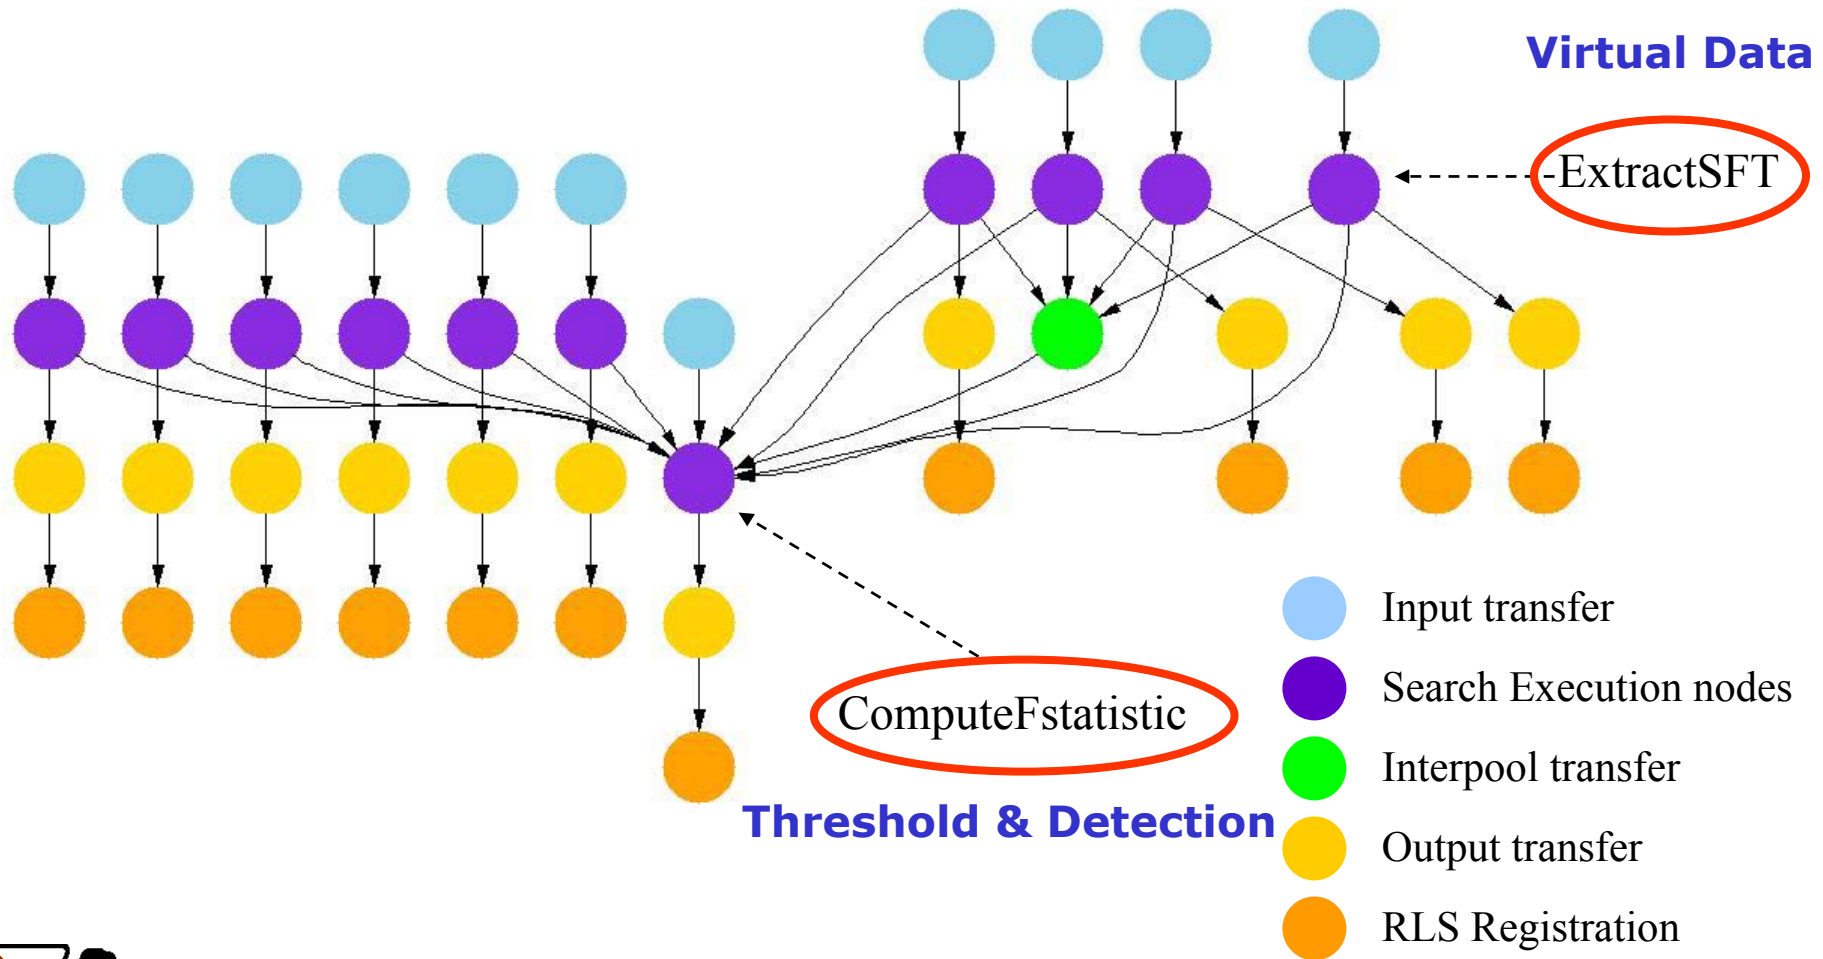 Virtual Data
ExtractSFT
ComputeFstatistic
Threshold & Detection
Input transfer
Search Execution nodes
Interpool transfer
Output transfer
RLS Registration